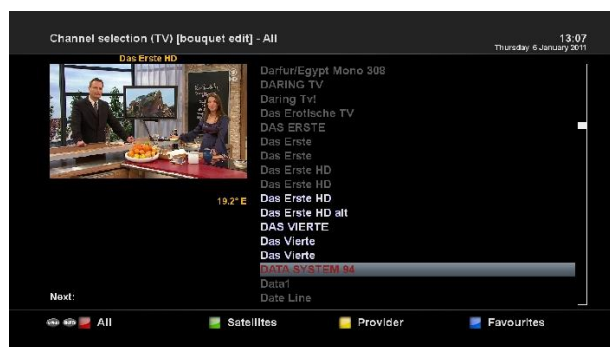 Channel selection (TV) [bouquet edit] - All
13:07
Thursday 6 January 2011
Das Erste HD
Darfur/Egypt Mono 308
DARING TV
Daring Tv!
Das Erotische TV
DAS ERSTE
Das Erste
Das Erste
Das Erste HD
Das Erste HD
19.2° E
Das Erste HD
Das Erste HD alt
DAS VIERTE
Das Vierte
Das Vierte
DATA SYSTEM 94
Data1
Next:
Date Line
All
Satellites
Provider
Favourites